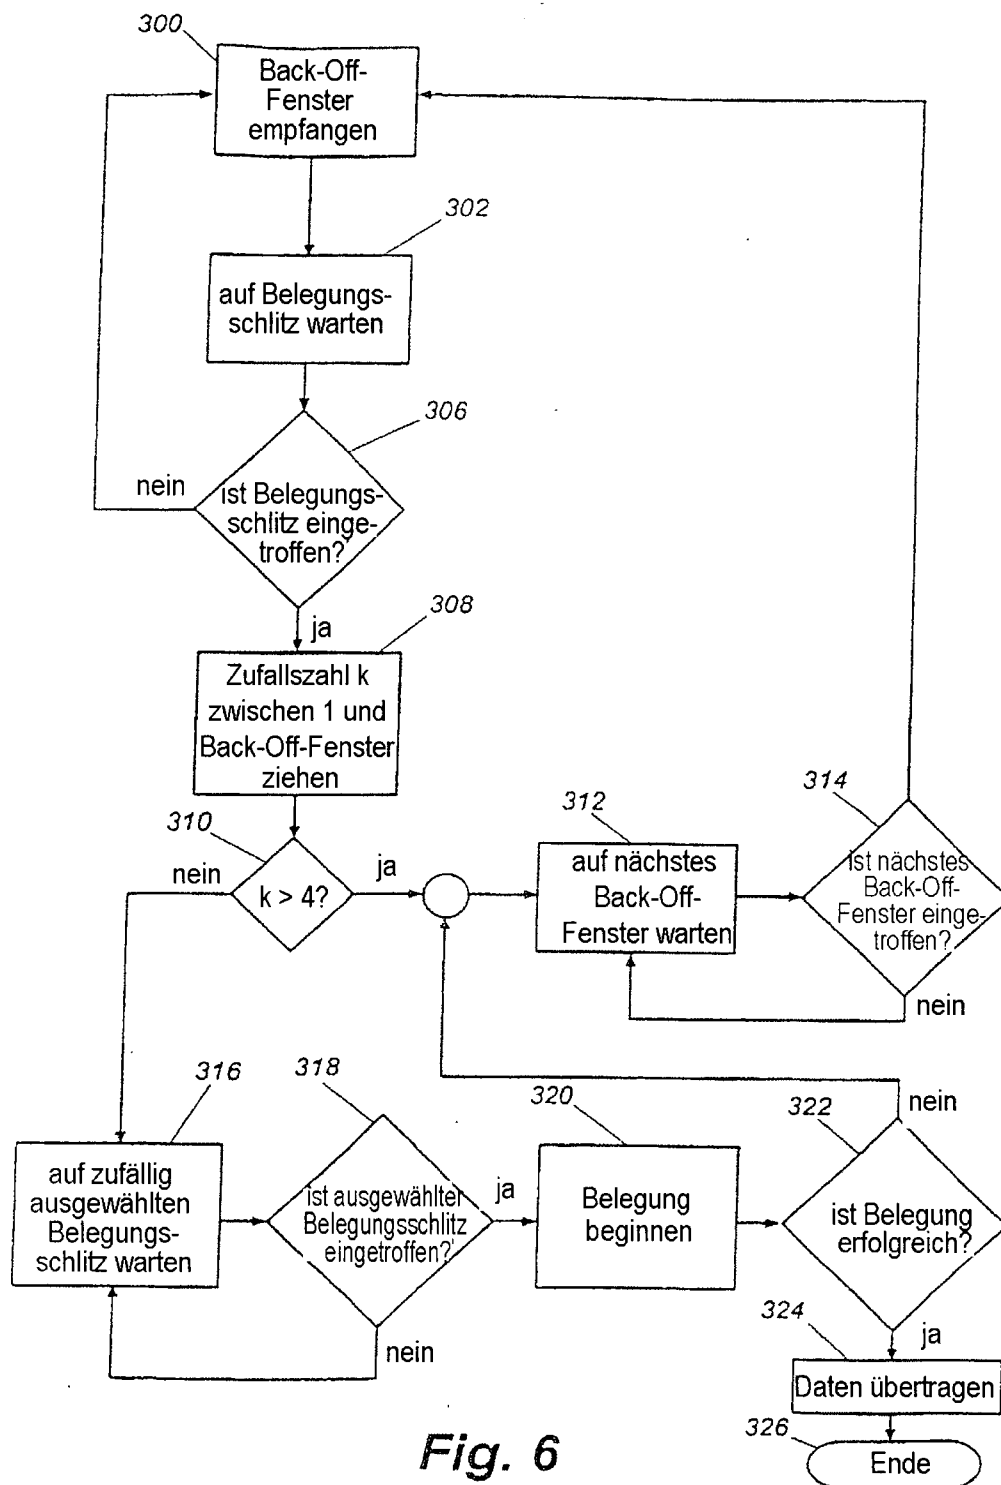 300
Back-Off-
Fenster
empfangen
302
auf Belegungs-
schlitz warten
306
nein
ist Belegungs-
schlitz einge-
troffen?
ja
308
Zufallszahl k
zwischen 1 und
Back-Off-Fenster
ziehen
310
nein
k > 4?
ja
312
auf nächstes
Back-Off-
Fenster warten
314
ist nächstes
Back-Off-
Fenster einge-
troffen?
nein
316
auf zufällig
ausgewählten
Belegungs-
schlitz warten
318
ist ausgewählter
Belegungsschlitz
eingetroffen?
ja
nein
320
Belegung
beginnen
322
nein
ist Belegung
erfolgreich?
ja
324
Daten übertragen
326
Ende
Fig. 6